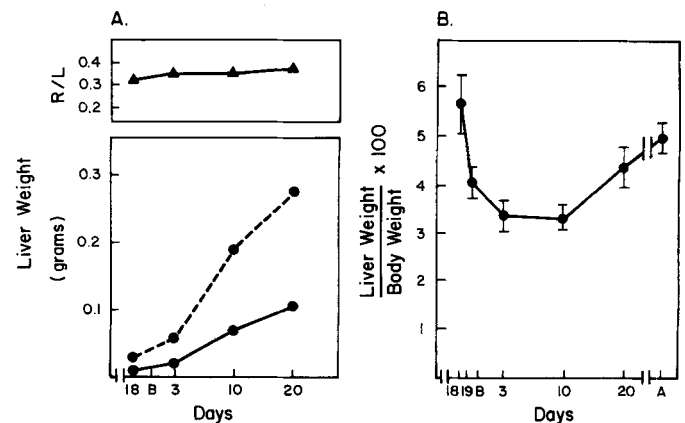 A.
R/L
0.4
0.3
0.2
Liver Weight
(grams)
0.3
0.2
0.1
18 B 3 10 20
Days
B.
Liver Weight
Body Weight
x 100
6
5
4
3
2
1
18 19 B 3 10 20 A
Days